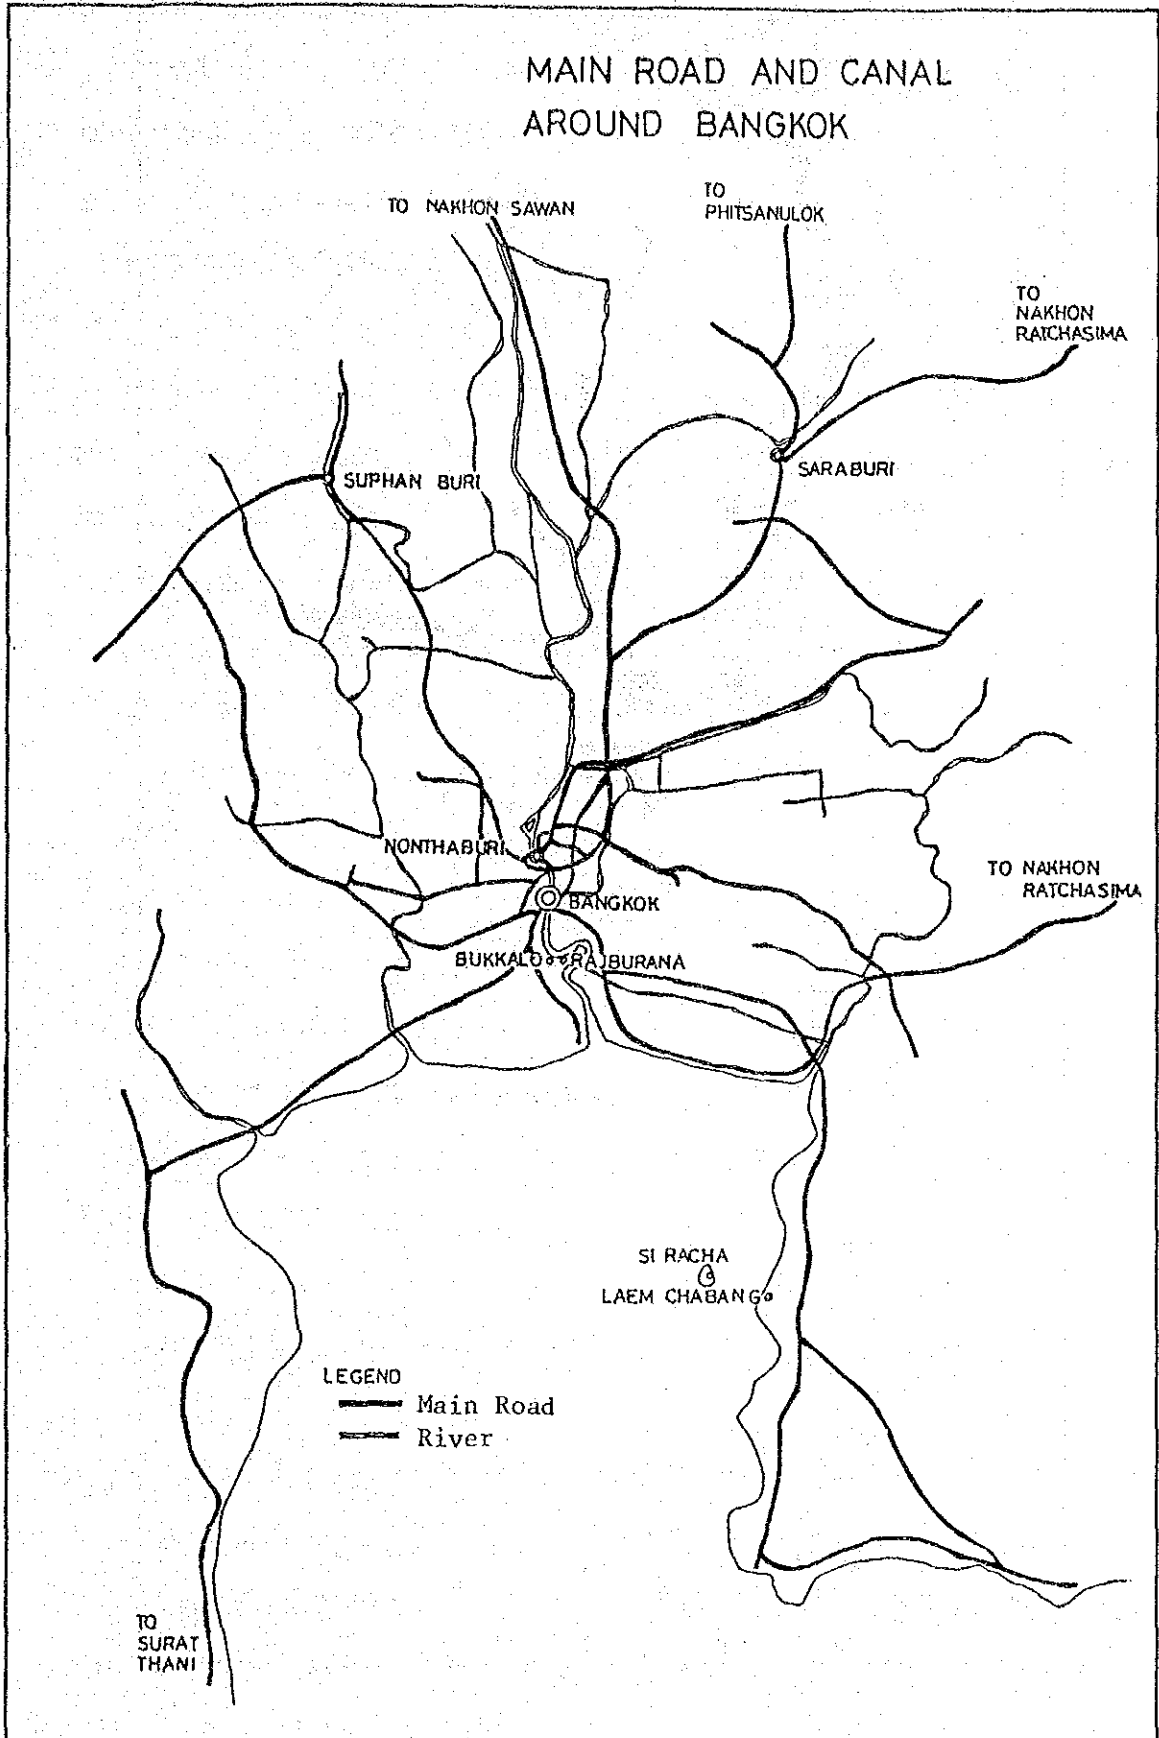 MAIN ROAD AND CANAL
AROUND BANGKOK
TO NAKHON SAWAN
TO
PHITSANULOK
TO
NAKHON
RATCHASIMA
SARABURI
SUPHAN BURI
NONTHABURI
TO NAKHON
RATCHASIMA
BANGKOK
BUKKALO
RAJBURANA
SI RACHA
LAEM CHABANG
LEGEND
Main Road
River
TO
SURAT
THANI